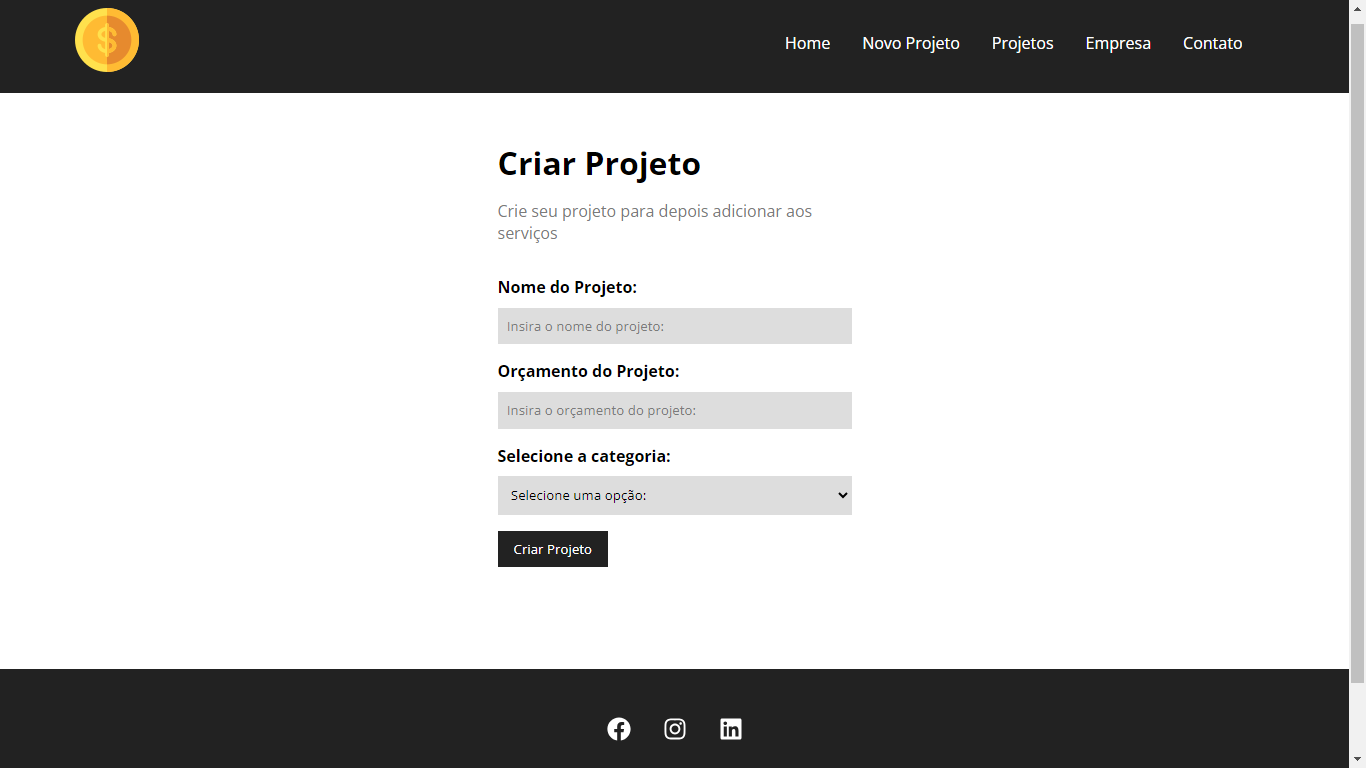 $
Home Novo Projeto Projetos Empresa Contato
Criar Projeto
Crie seu projeto para depois adicionar aos
serviços
Nome do Projeto:
Insira o nome do projeto:
Orçamento do Projeto:
Insira o orçamento do projeto:
Selecione a categoria:
Selecione uma opção:
Criar Projeto
in